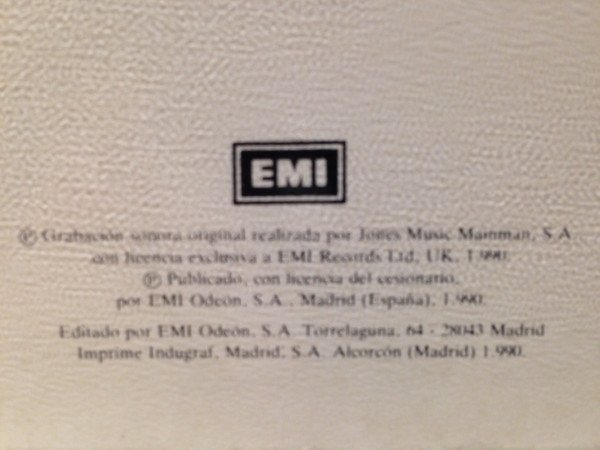 EMI
℗ Grabación sonora original realizada por Jones Music Mainman, S.A.
con licencia exclusiva a EMI Records Ltd, UK, 1.990.
℗ Publicado, con licencia del cesionario,
por EMI Odeón, S.A., Madrid (España), 1.990.
Editado por EMI Odeón, S.A. Torrelaguna, 64 - 28043 Madrid
Imprime Indugraf, Madrid, S.A. Alcorcón (Madrid) 1.990.